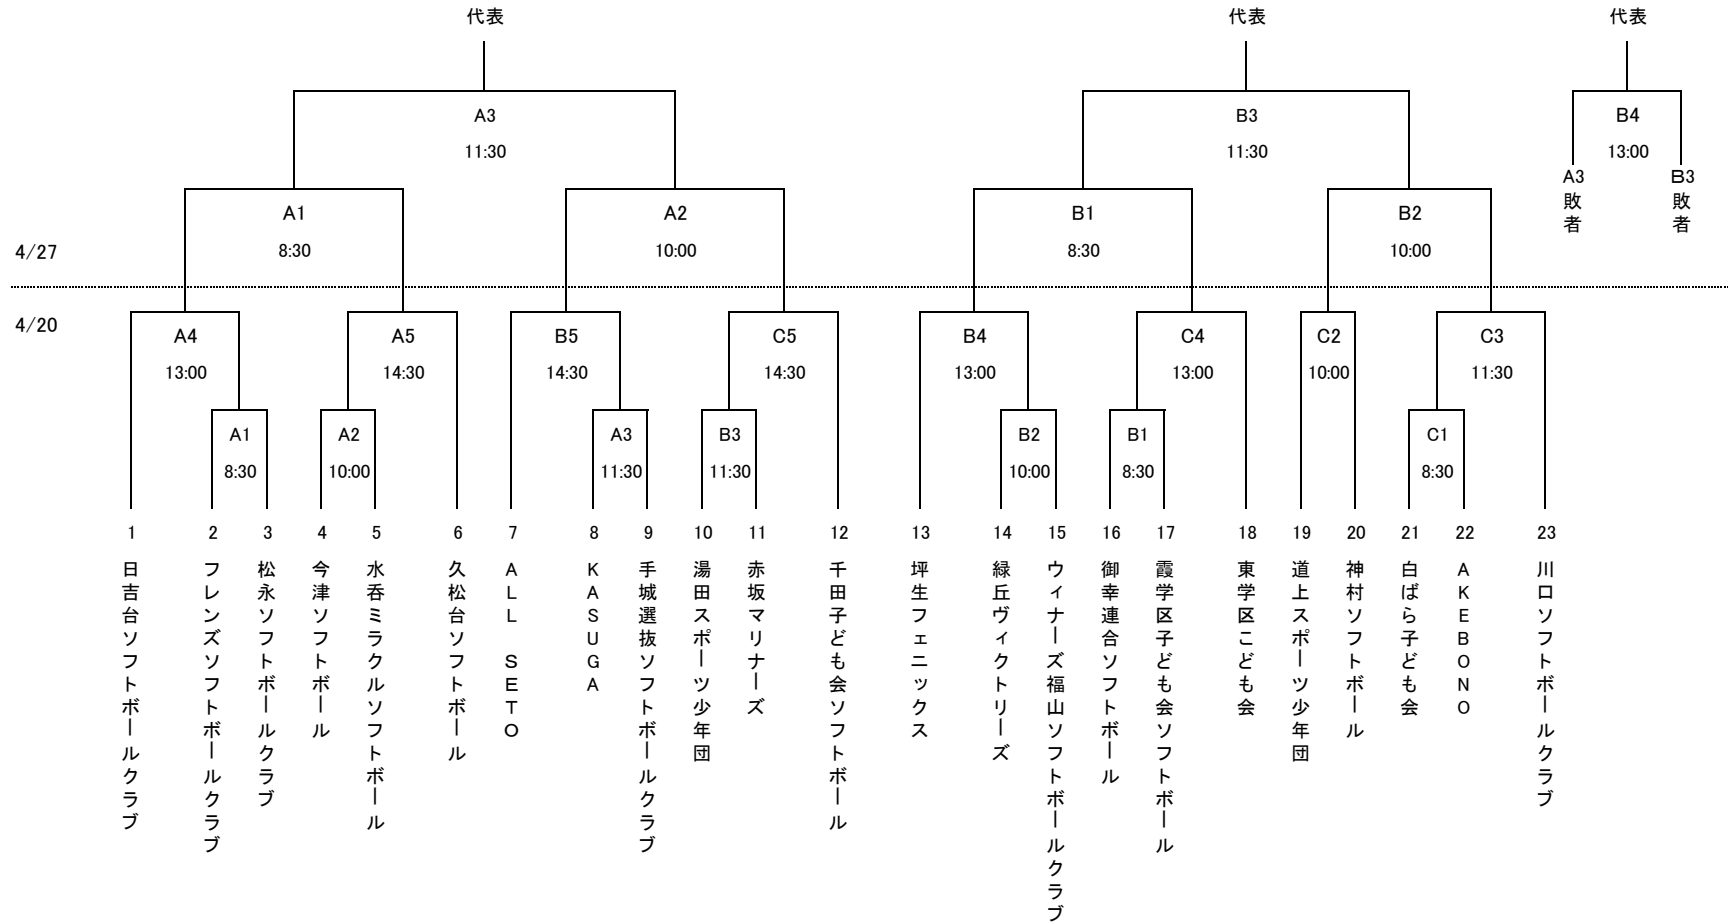 代表
代表
代表
A3
B3
B4
11:30
11:30
13:00
A3敗者
B3敗者
A1
A2
B1
B2
4/27
8:30
10:00
8:30
10:00
4/20
A4
A5
B5
C5
B4
C4
C2
C3
13:00
14:30
14:30
14:30
13:00
13:00
10:00
11:30
A1
A2
A3
B3
B2
B1
C1
8:30
10:00
11:30
11:30
10:00
8:30
8:30
1
2
3
4
5
6
7
8
9
10
11
12
13
14
15
16
17
18
19
20
21
22
23
日吉台ソフトボールクラブ
フレンズソフトボールクラブ
松永ソフトボールクラブ
今津ソフトボール
水呑ミラクルソフトボール
久松台ソフトボール
ALL SETO
KASUGA
手城選抜ソフトボールクラブ
湯田スポーツ少年団
赤坂マリナーズ
千田子ども会ソフトボール
坪生フェニックス
緑丘ヴィクトリーズ
ウィナーズ福山ソフトボールクラブ
御幸連合ソフトボール
霞学区子ども会ソフトボール
東学区こども会
道上スポーツ少年団
神村ソフトボール
白ばら子ども会
AKEBONO
川口ソフトボールクラブ